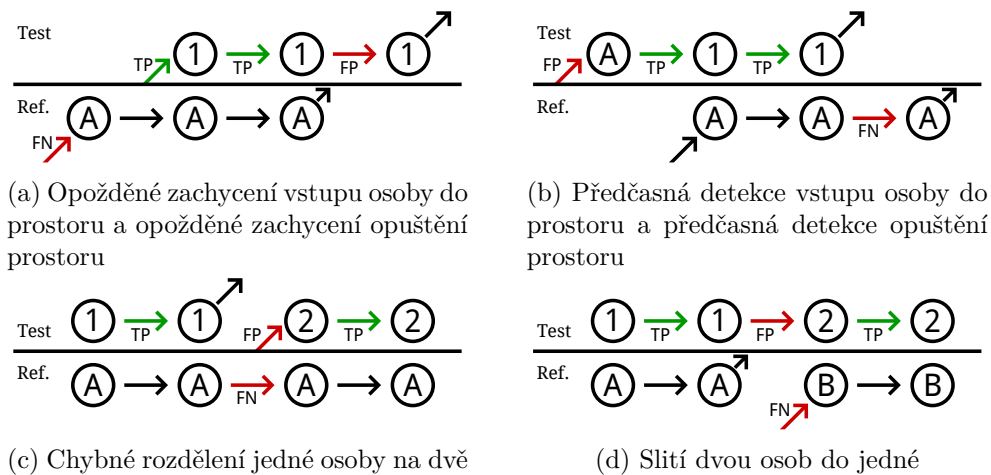 Test
TP 1 TP 1 FP 1
Ref.
FN A A A
(a) Opožděné zachycení vstupu osoby do
prostoru a opožděné zachycení opuštění
prostoru
Test
FP A TP 1 TP 1
Ref.
A A FN A
(b) Předčasná detekce vstupu osoby do
prostoru a předčasná detekce opuštění
prostoru
Test
1 TP 1 FP 2 TP 2
Ref.
A A FN A A
(c) Chybné rozdělení jedné osoby na dvě
Test
1 TP 1 FP 2 TP 2
Ref.
A A FN B B
(d) Slití dvou osob do jedné